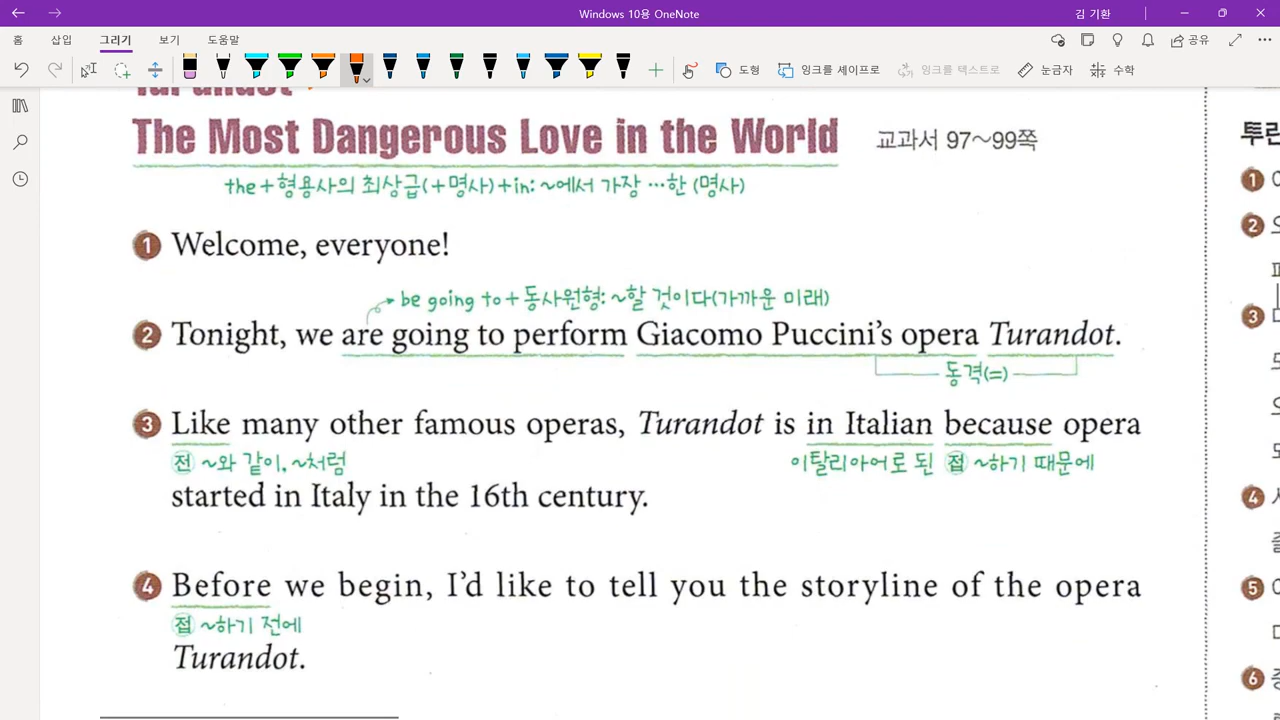 Windows 10용 OneNote
김 기환
홈 삽입 그리기 보기 도움말
공유
도형 잉크를 셰이프로 잉크를 텍스트로 눈금자 수학
The Most Dangerous Love in the World 교과서 97~99쪽
the+형용사의 최상급(+명사)+in: ~에서 가장 …한 (명사)
1 Welcome, everyone!
be going to+동사원형: ~할 것이다(가까운 미래)
2 Tonight, we are going to perform Giacomo Puccini's opera Turandot.
동격(=)
3 Like many other famous operas, Turandot is in Italian because opera
전 ~와 같이, ~처럼 이탈리아어로 된 접 ~하기 때문에
started in Italy in the 16th century.
4 Before we begin, I'd like to tell you the storyline of the opera
접 ~하기 전에
Turandot.
1
2
3
4
5
6